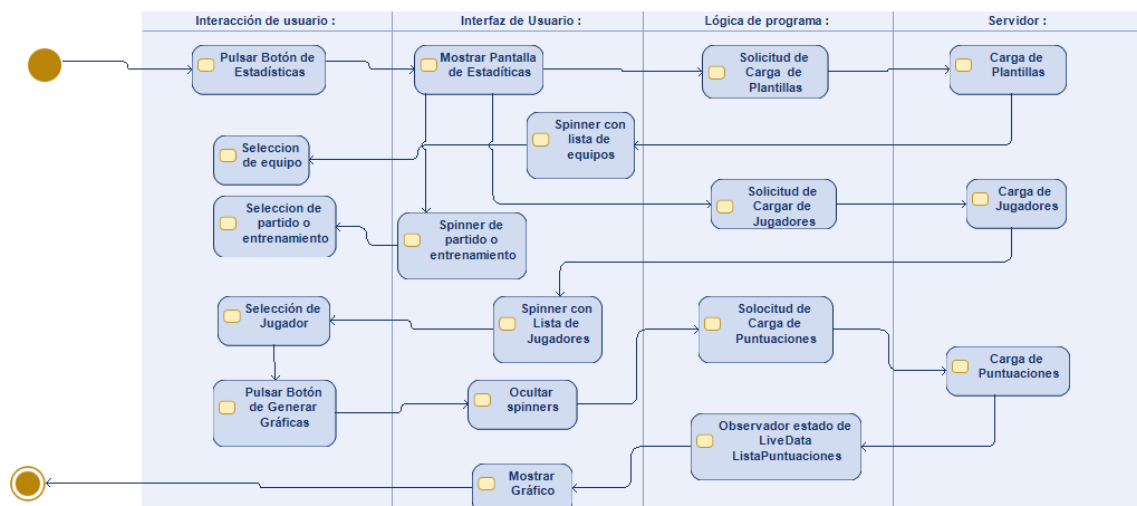 Interacción de usuario :
Interfaz de Usuario :
Lógica de programa :
Servidor :
Pulsar Botón de
Estadísticas
Mostrar Pantalla
de Estadíticas
Solicitud de
Carga de
Plantillas
Carga de
Plantillas
Seleccion
de equipo
Spinner con
lista de
equipos
Seleccion de
partido o
entrenamiento
Spinner de
partido o
entrenamiento
Solicitud de
Cargar de
Jugadores
Carga de
Jugadores
Selección de
Jugador
Spinner con
Lista de
Jugadores
Solocitud de
Carga de
Puntuaciones
Carga de
Puntuaciones
Pulsar Botón
de Generar
Gráficas
Ocultar
spinners
Observador estado de
LiveData
ListaPuntuaciones
Mostrar
Gráfico